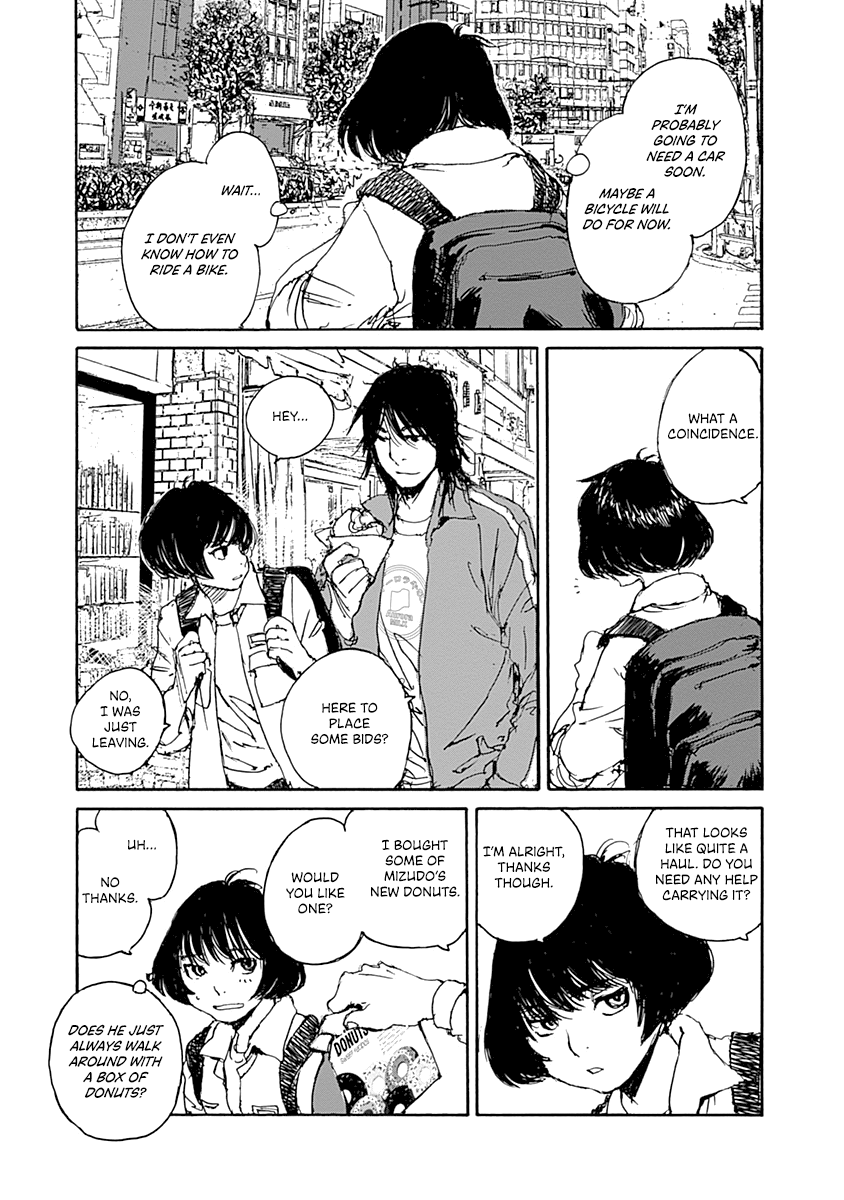 I'M
PROBABLY
GOING TO
NEED A CAR
SOON.
MAYBE A
BICYCLE WILL
DO FOR NOW.
WAIT...
I DON'T EVEN
KNOW HOW TO
RIDE A BIKE.
WHAT A
COINCIDENCE.
HEY...
HERE TO
PLACE
SOME BIDS?
NO,
I WAS
JUST
LEAVING.
THAT LOOKS
LIKE QUITE A
HAUL. DO YOU
NEED ANY HELP
CARRYING IT?
I'M ALRIGHT,
THANKS
THOUGH.
I BOUGHT
SOME OF
MIZUDO'S
NEW DONUTS.
WOULD
YOU LIKE
ONE?
UH...
NO
THANKS.
DONUTS
DOES HE JUST
ALWAYS WALK
AROUND WITH
A BOX OF
DONUTS?